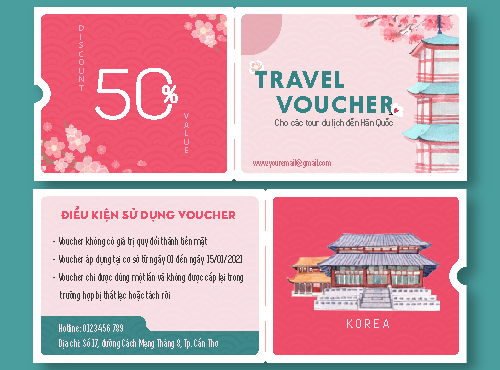 DISCOUNT
50%
VALUE
TRAVEL
VOUCHER
Cho các tour du lịch đến Hàn Quốc
www.youremail@gmail.com
ĐIỀU KIỆN SỬ DỤNG VOUCHER
- Voucher không có giá trị quy đổi thành tiền mặt
- Voucher áp dụng tại cơ sở từ ngày 01 đến ngày 15/01/2021
- Voucher chỉ được dùng một lần và không được cấp lại trong
trường hợp bị thất lạc hoặc tách rời
Hotline: 0123456 789
Địa chỉ: Số 17, đường Cách Mạng Tháng 8, Tp. Cần Thơ
KOREA